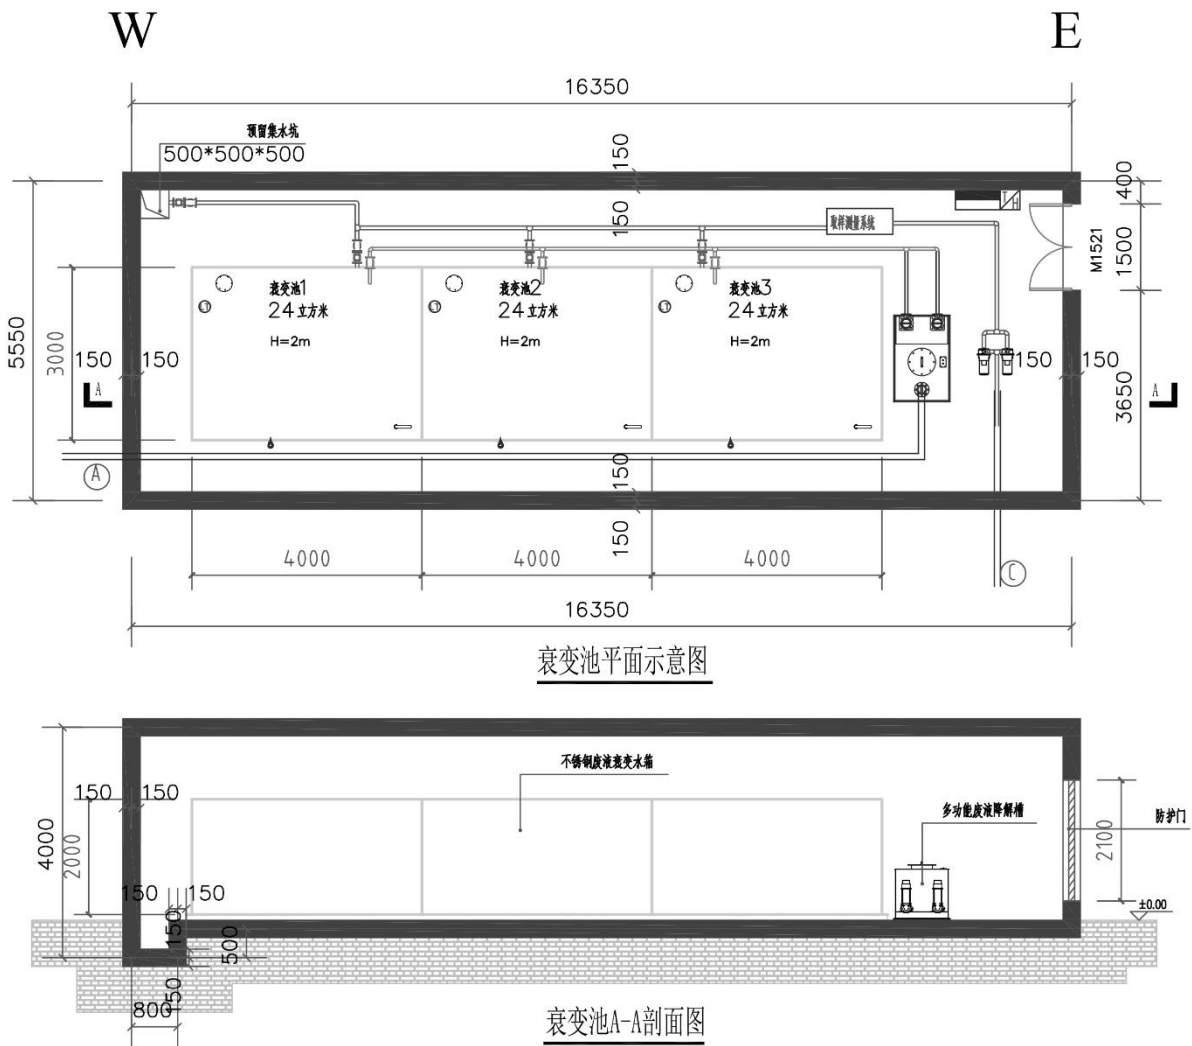 W
E
16350
预留集水坑
500*500*500
150
400
150
取样测量系统
T
H
M1521
1500
衰变池1
24立方米
H=2m
LT
衰变池2
24立方米
H=2m
LT
衰变池3
24立方米
H=2m
LT
5550
3000
150
150
150
150
A
A
3650
A
150
150
4000
4000
4000
C
16350
衰变池平面示意图
不锈钢废液衰变水箱
150
150
多功能废液降解槽
防护门
4000
2000
2100
150
150
±0.00
150
500
150
800
衰变池A-A剖面图